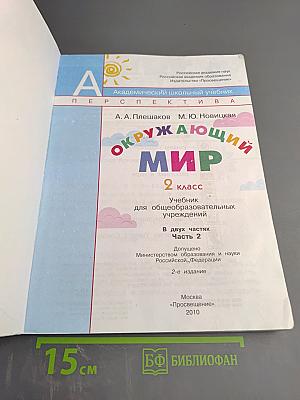 Российская академия наук
Российская академия образования
Издательство «Просвещение»
А
Академический школьный учебник
ПЕРСПЕКТИВА
А. А. Плешаков М. Ю. Новицкая
ОКРУЖАЮЩИЙ
МИР
2 класс
Учебник
для общеобразовательных
учреждений
В двух частях
Часть 2
Допущено
Министерством образования и науки
Российской Федерации
2-е издание
Москва
«Просвещение»
2010
15 см
БФ БИБЛИОФАН